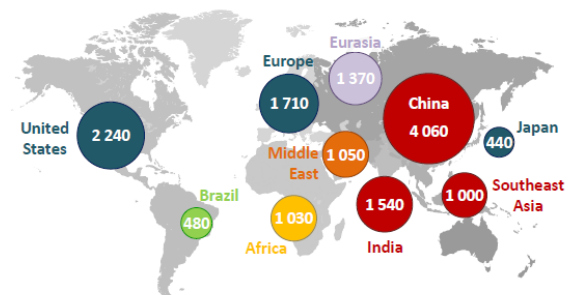 Eurasia
1 370
Europe
1 710
China
4 060
United
States
2 240
Japan
440
Middle
East
1 050
Brazil
480
Southeast
Asia
1 000
India
1 540
Africa
1 030